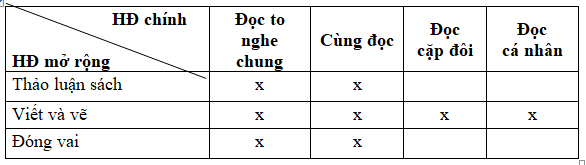 HĐ chính
HĐ mở rộng
Đọc to nghe chung
Cùng đọc
Đọc cặp đôi
Đọc cá nhân
Thảo luận sách x x
Viết và vẽ x x x x
Đóng vai x x